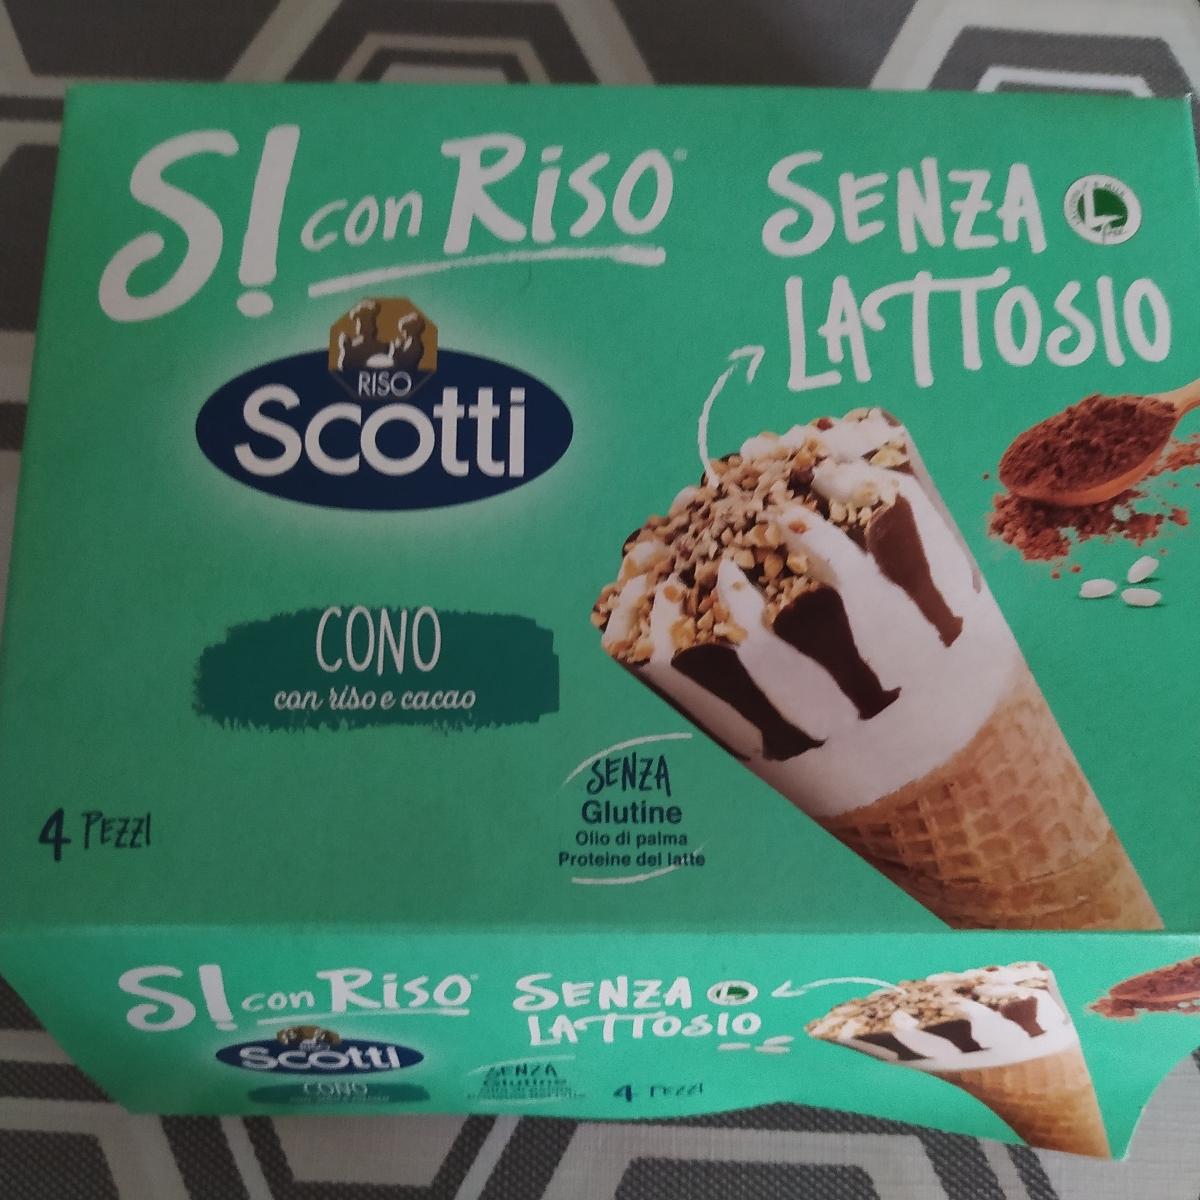 S! con Riso
SENZA
LATTOSIO
RISO
Scotti
CONO
con riso e cacao
SENZA
Glutine
Olio di palma
Proteine del latte
4 PEZZI
S! con Riso
SENZA
LATTOSIO
Scotti
CONO
SENZA
Glutine
4 PEZZI